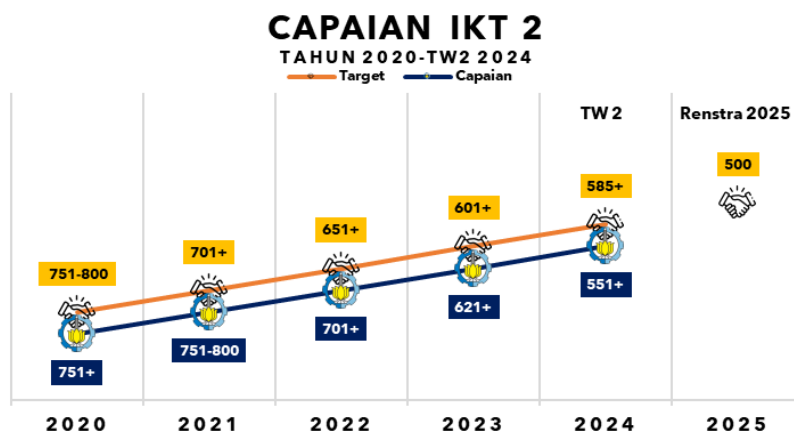 CAPAIAN IKT 2
TAHUN 2020-TW2 2024
Target Capaian
TW 2 Renstra 2025
751-800
701+
651+
601+
585+
500
751+
751-800
701+
621+
551+
2020 2021 2022 2023 2024 2025